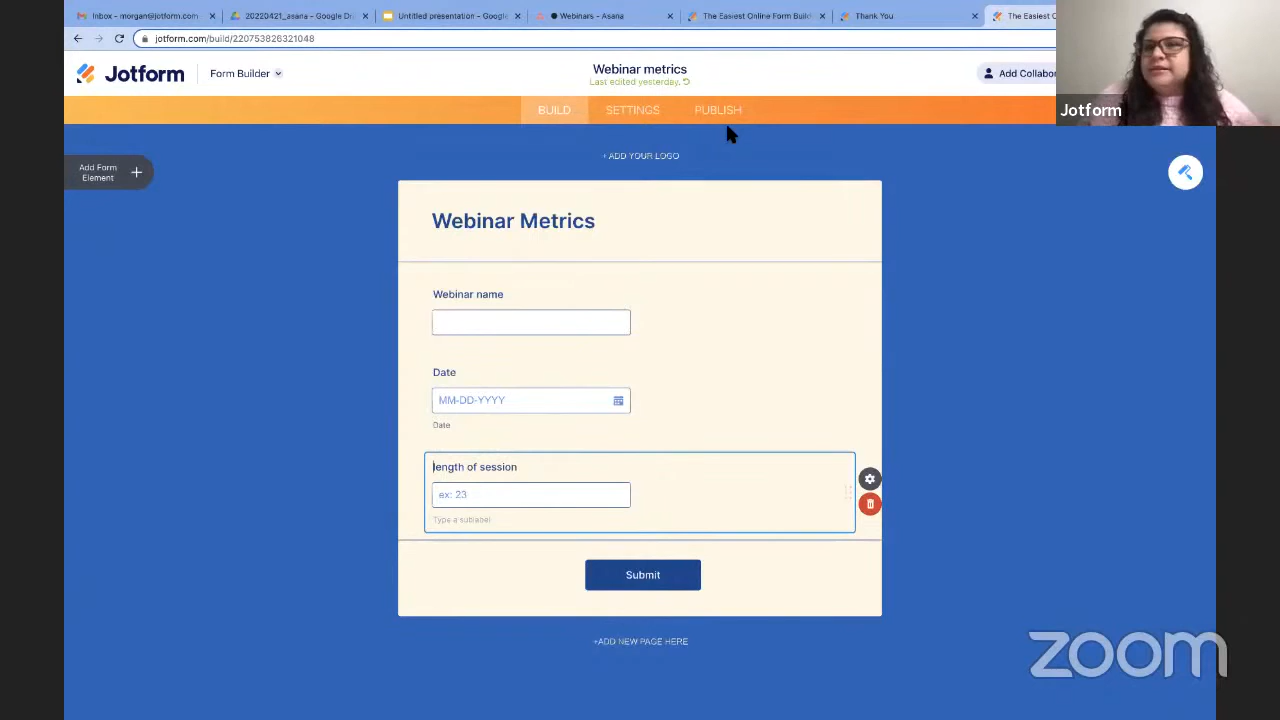 Inbox - morgan@jotform.com
20220421_asana - Google Dr
Untitled presentation - Google
Webinars - Asana
The Easiest Online Form Build
Thank You
The Easiest O
jotform.com/build/220753826321048
Jotform
Form Builder
Webinar metrics
Last edited yesterday.
Add Collabor
Jotform
BUILD
SETTINGS
PUBLISH
Add Form
Element
+ ADD YOUR LOGO
Webinar Metrics
Webinar name
Date
MM-DD-YYYY
Date
length of session
ex: 23
Type a sublabel
Submit
+ADD NEW PAGE HERE
zoom